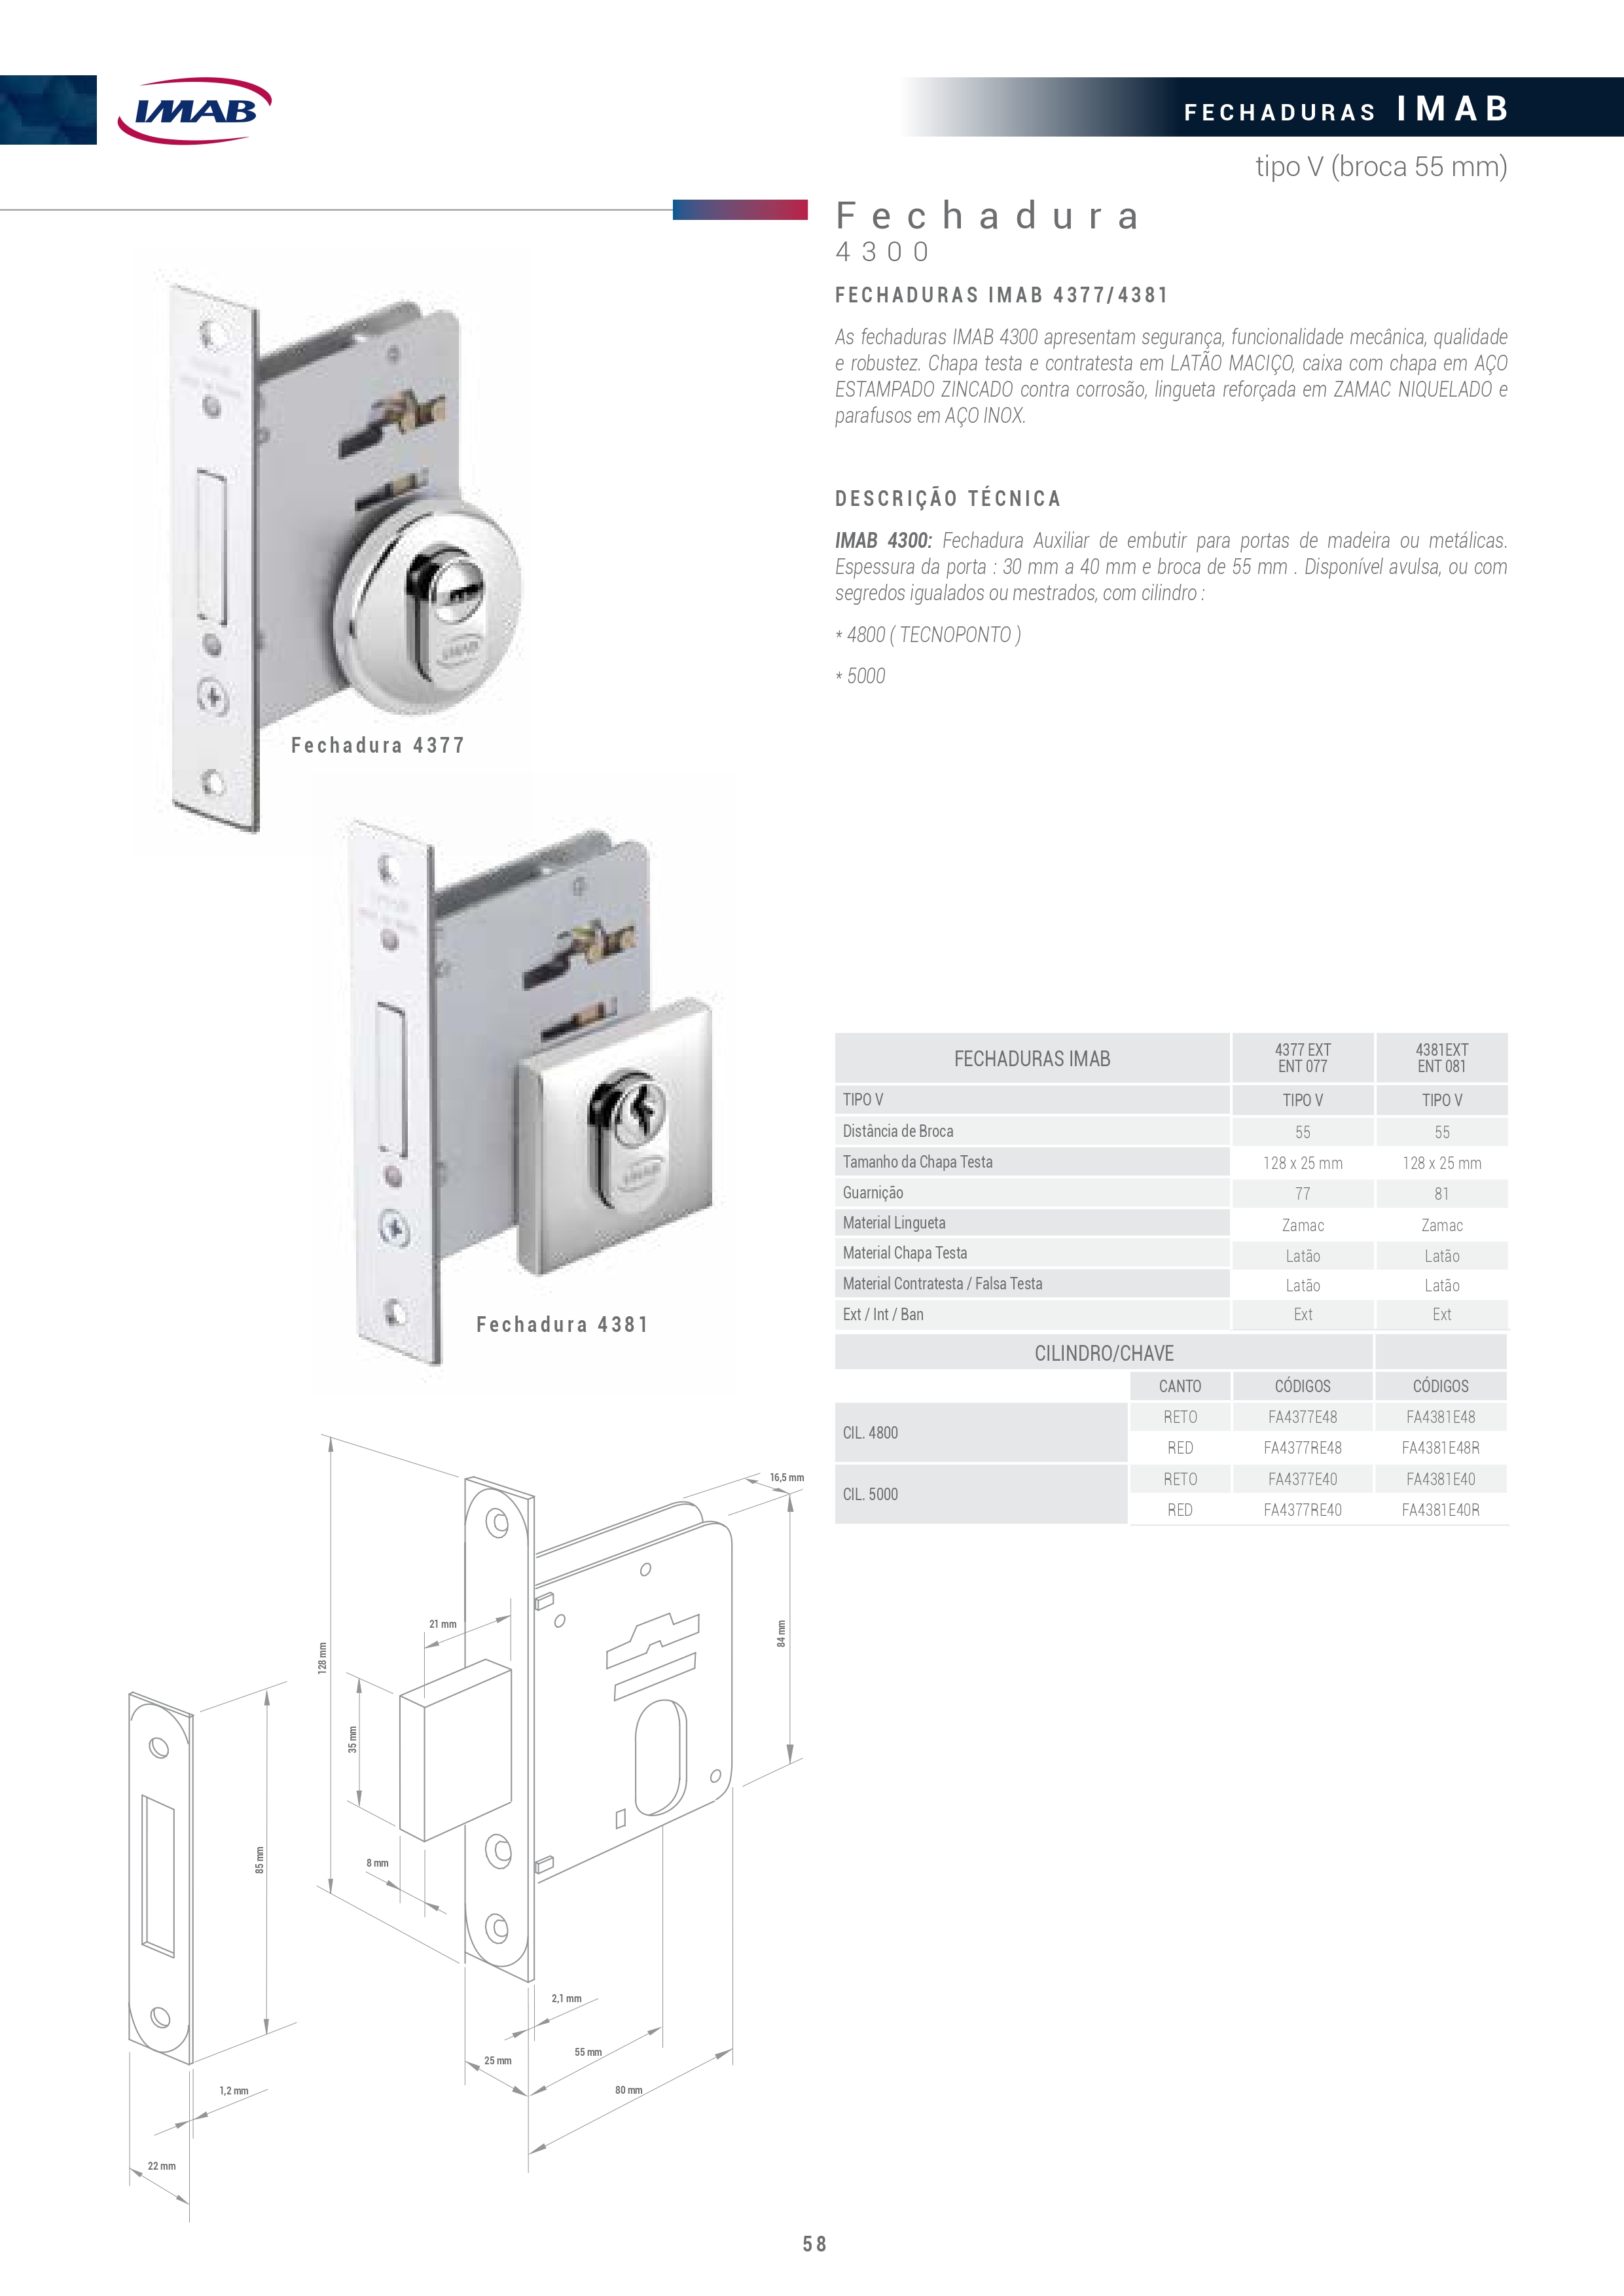 IMAB
FECHADURAS IMAB
tipo V (broca 55 mm)
Fechadura
4300
FECHADURAS IMAB 4377/4381
As fechaduras IMAB 4300 apresentam segurança, funcionalidade mecânica, qualidade
e robustez. Chapa testa e contratesta em LATÃO MACIÇO, caixa com chapa em AÇO
ESTAMPADO ZINCADO contra corrosão, lingueta reforçada em ZAMAC NIQUELADO e
parafusos em AÇO INOX.
DESCRIÇÃO TÉCNICA
IMAB 4300: Fechadura Auxiliar de embutir para portas de madeira ou metálicas.
Espessura da porta : 30 mm a 40 mm e broca de 55 mm . Disponível avulsa, ou com
segredos igualados ou mestrados, com cilindro :
* 4800 ( TECNOPONTO )
* 5000
IMAB
Fechadura 4377
IMAB
Fechadura 4381
FECHADURAS IMAB 4377 EXT ENT 077 4381EXT ENT 081
TIPO V TIPO V TIPO V
Distância de Broca 55 55
Tamanho da Chapa Testa 128 x 25 mm 128 x 25 mm
Guarnição 77 81
Material Lingueta Zamac Zamac
Material Chapa Testa Latão Latão
Material Contratesta / Falsa Testa Latão Latão
Ext / Int / Ban Ext Ext
CILINDRO/CHAVE
CANTO CÓDIGOS CÓDIGOS
CIL. 4800 RETO FA4377E48 FA4381E48
RED FA4377RE48 FA4381E48R
CIL. 5000 RETO FA4377E40 FA4381E40
RED FA4377RE40 FA4381E40R
16,5 mm
21 mm
128 mm
84 mm
35 mm
85 mm
8 mm
2,1 mm
25 mm
55 mm
80 mm
1,2 mm
22 mm
58